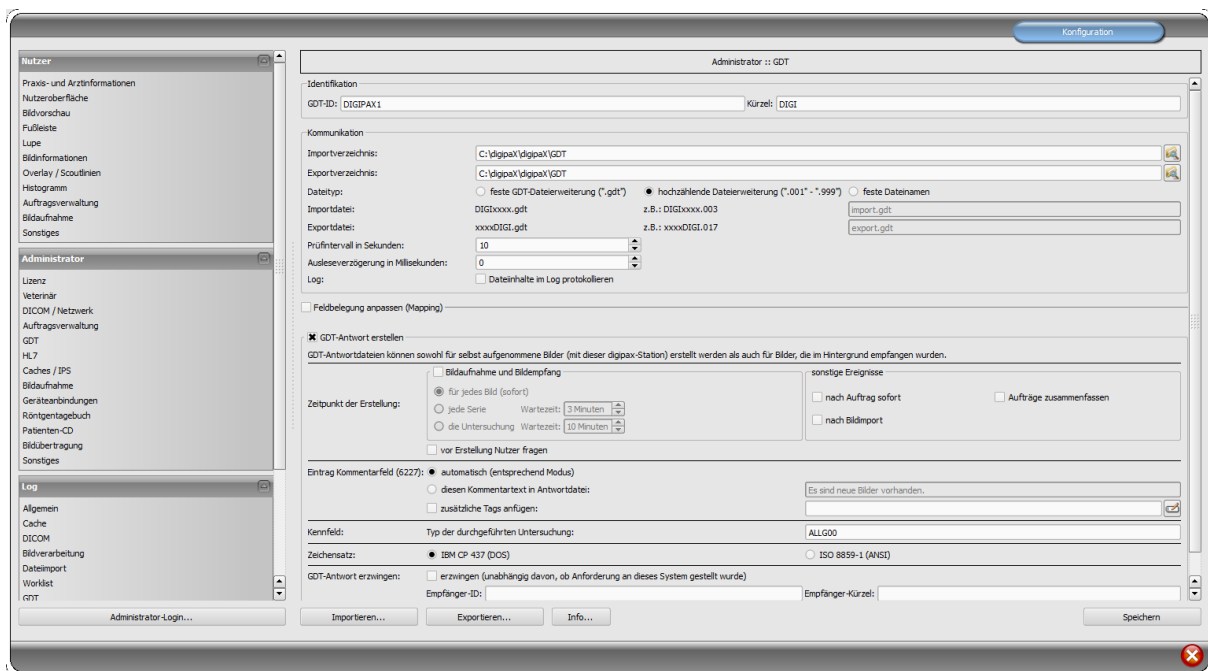 Konfiguration
Nutzer
Praxis- und Arztinformationen
Nutzeroberfläche
Bildvorschau
Fußleiste
Lupe
Bildinformationen
Overlay / Scoutlinien
Histogramm
Auftragsverwaltung
Bildaufnahme
Sonstiges
Administrator
Lizenz
Veterinär
DICOM / Netzwerk
Auftragsverwaltung
GDT
HL7
Caches / IPS
Bildaufnahme
Geräteanbindungen
Röntgentagebuch
Patienten-CD
Bildübertragung
Sonstiges
Log
Allgemein
Cache
DICOM
Bildverarbeitung
Dateiimport
Worklist
GDT
Administrator-Login...
Administrator :: GDT
Identifikation
GDT-ID: DIGIPAX1 Kürzel: DIGI
Kommunikation
Importverzeichnis: C:\digipaX\digipaX\GDT
Exportverzeichnis: C:\digipaX\digipaX\GDT
Dateityp: feste GDT-Dateierweiterung (".gdt") hochzählende Dateierweiterung (".001" - ".999") feste Dateinamen
Importdatei: DIGIxxxx.gdt z.B.: DIGIxxxx.003 import.gdt
Exportdatei: xxxxDIGI.gdt z.B.: xxxxDIGI.017 export.gdt
Prüfintervall in Sekunden: 10
Ausleseverzögerung in Millisekunden: 0
Log: Dateiinhalte im Log protokollieren
Feldbelegung anpassen (Mapping)
GDT-Antwort erstellen
GDT-Antwortdateien können sowohl für selbst aufgenommene Bilder (mit dieser digipax-Station) erstellt werden als auch für Bilder, die im Hintergrund empfangen wurden.
Bildaufnahme und Bildempfang sonstige Ereignisse
für jedes Bild (sofort) nach Auftrag sofort Aufträge zusammenfassen
Zeitpunkt der Erstellung: jede Serie Wartezeit: 3 Minuten
nach Bildimport
die Untersuchung Wartezeit: 10 Minuten
vor Erstellung Nutzer fragen
Eintrag Kommentarfeld (6227): automatisch (entsprechend Modus)
diesen Kommentartext in Antwortdatei: Es sind neue Bilder vorhanden.
zusätzliche Tags anfügen:
Kennfeld: Typ der durchgeführten Untersuchung: ALLG00
Zeichensatz: IBM CP 437 (DOS) ISO 8859-1 (ANSI)
GDT-Antwort erzwingen: erzwingen (unabhängig davon, ob Anforderung an dieses System gestellt wurde)
Empfänger-ID: Empfänger-Kürzel:
Importieren... Exportieren... Info... Speichern